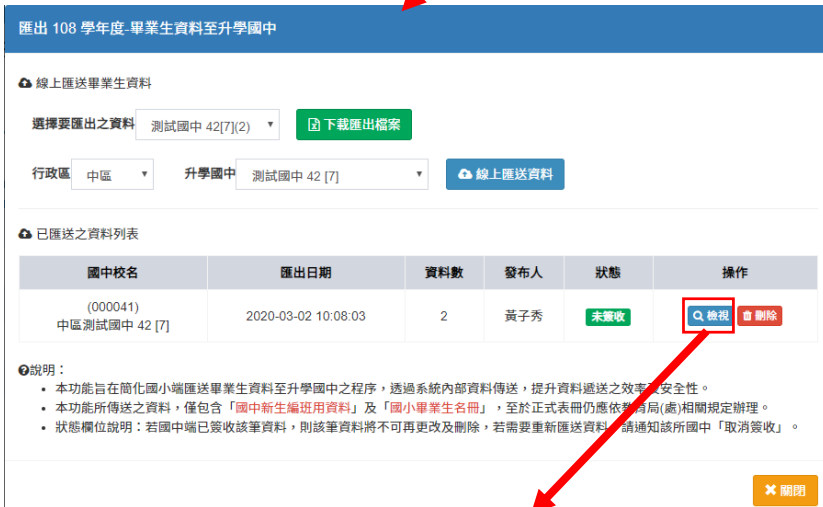 匯出 108 學年度-畢業生資料至升學國中
線上匯送畢業生資料
選擇要匯出之資料 測試國中 42[7](2) 下載匯出檔案
行政區 中區 升學國中 測試國中 42 [7] 線上匯送資料
已匯送之資料列表
國中校名 匯出日期 資料數 發布人 狀態 操作
(000041)
中區測試國中 42 [7] 2020-03-02 10:08:03 2 黃子秀 未簽收 檢視 刪除
說明：
本功能旨在簡化國小端匯送畢業生資料至升學國中之程序，透過系統內部資料傳送，提升資料遞送之效率及安全性。
本功能所傳送之資料，僅包含「國中新生編班用資料」及「國小畢業生名冊」，至於正式表冊仍應依教育局(處)相關規定辦理。
狀態欄位說明：若國中端已簽收該筆資料，則該筆資料將不可再更改及刪除，若需要重新匯送資料，請通知該所國中「取消簽收」。
關閉